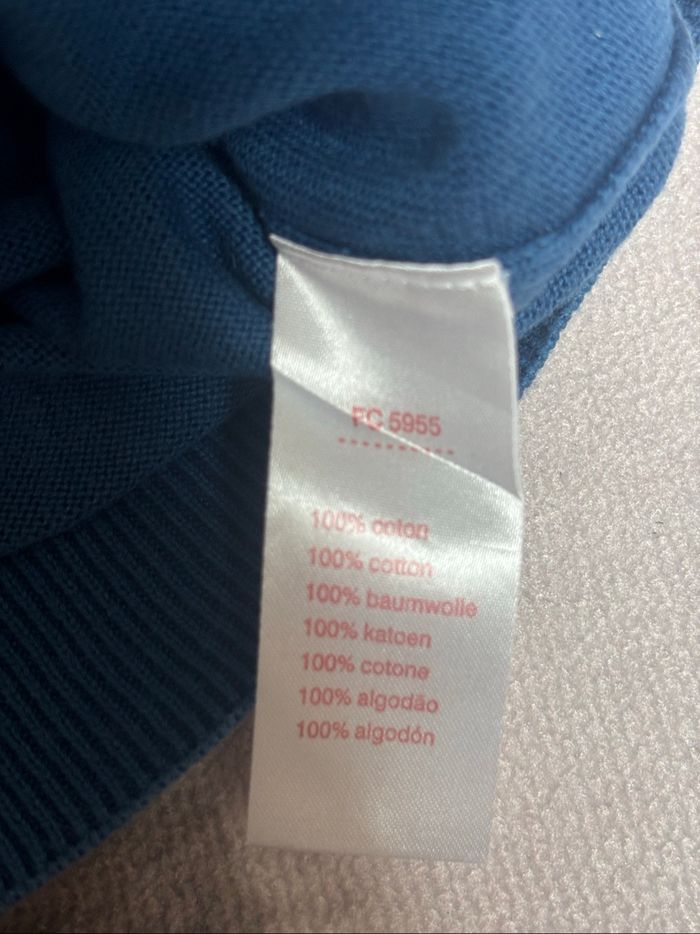 FC 5955
100% coton
100% cotton
100% baumwolle
100% katoen
100% cotone
100% algodão
100% algodón